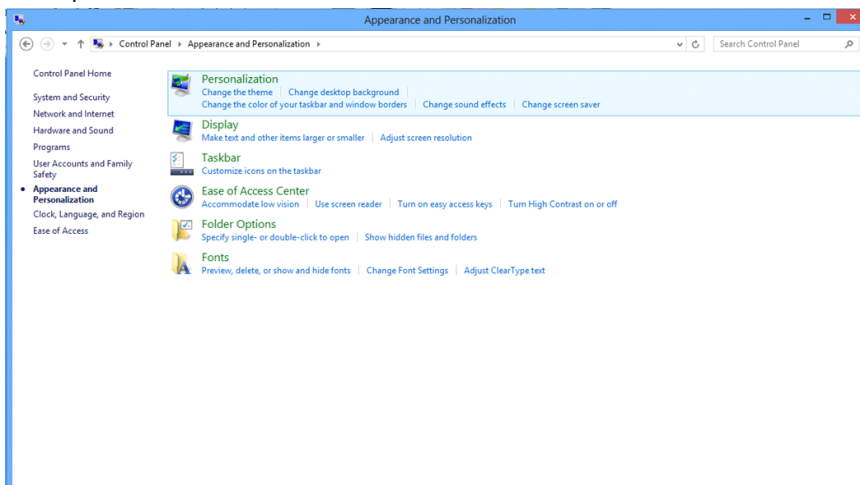 Appearance and Personalization
Control Panel Appearance and Personalization
Search Control Panel
Control Panel Home
System and Security
Network and Internet
Hardware and Sound
Programs
User Accounts and Family
Safety
Appearance and
Personalization
Clock, Language, and Region
Ease of Access
Personalization
Change the theme Change desktop background
Change the color of your taskbar and window borders Change sound effects Change screen saver
Display
Make text and other items larger or smaller Adjust screen resolution
Taskbar
Customize icons on the taskbar
Ease of Access Center
Accommodate low vision Use screen reader Turn on easy access keys Turn High Contrast on or off
Folder Options
Specify single- or double-click to open Show hidden files and folders
Fonts
Preview, delete, or show and hide fonts Change Font Settings Adjust ClearType text